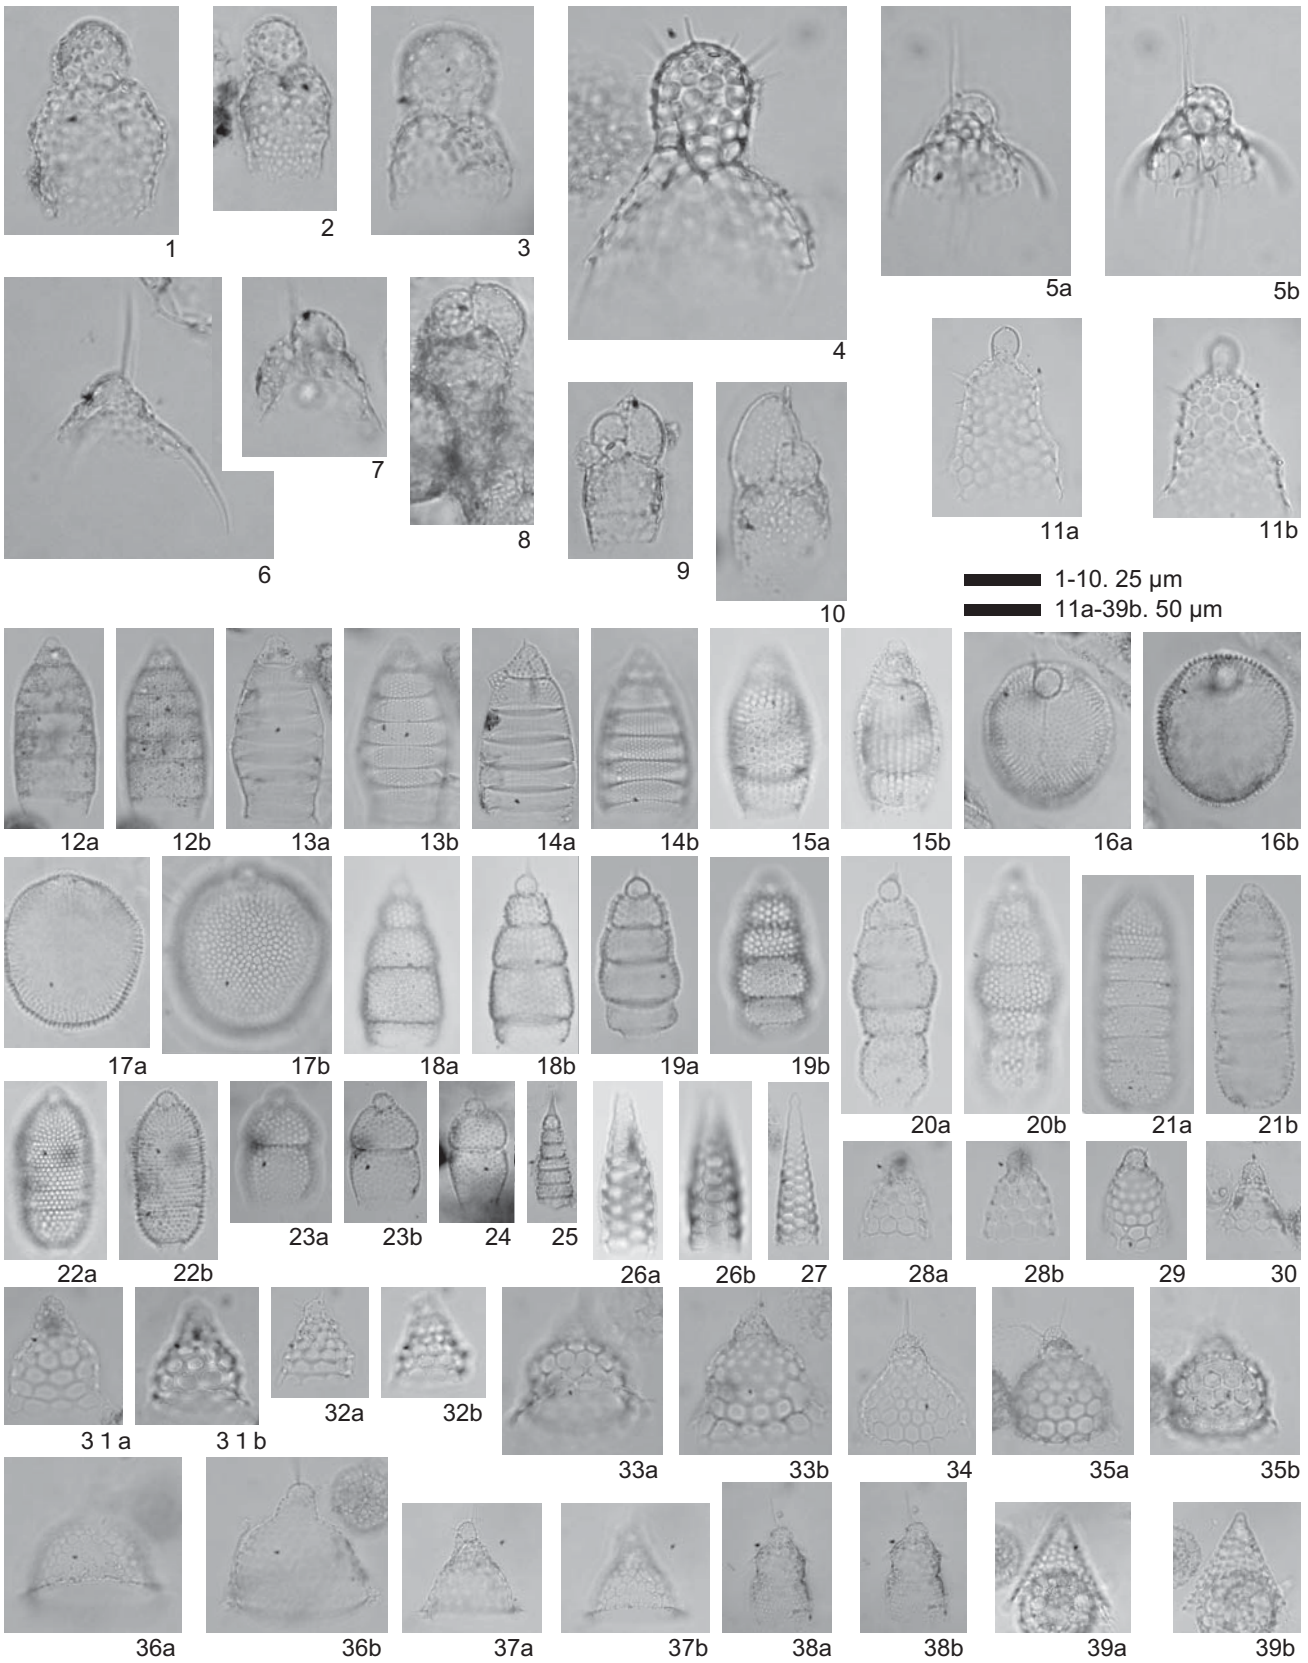 1
2
3
4
5a
5b
6
7
8
9
10
11a
11b
1-10. 25 µm
11a-39b. 50 µm
12a
12b
13a
13b
14a
14b
15a
15b
16a
16b
17a
17b
18a
18b
19a
19b
20a
20b
21a
21b
22a
22b
23a
23b
24
25
26a
26b
27
28a
28b
29
30
3 1 a
3 1 b
32a
32b
33a
33b
34
35a
35b
36a
36b
37a
37b
38a
38b
39a
39b